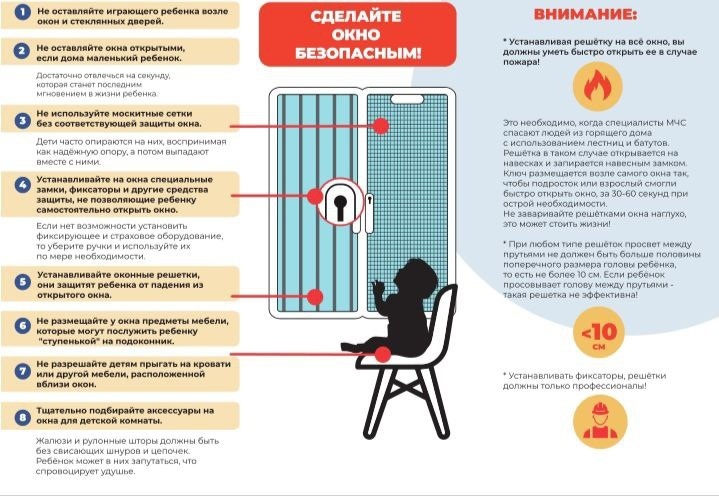 1 Не оставляйте играющего ребенка возле
окон и стеклянных дверей.
2 Не оставляйте окна открытыми,
если дома маленький ребенок.
Достаточно отвлечься на секунду,
которая станет последним
мгновением в жизни ребенка.
3 Не используйте москитные сетки
без соответствующей защиты окна.
Дети часто опираются на них, воспринимая
как надёжную опору, а потом выпадают
вместе с ними.
4 Устанавливайте на окна специальные
замки, фиксаторы и другие средства
защиты, не позволяющие ребенку
самостоятельно открыть окно.
Если нет возможности установить
фиксирующее и страховое оборудование,
то уберите ручки и используйте их
по мере необходимости.
5 Устанавливайте оконные решетки,
они защитят ребенка от падения из
открытого окна.
6 Не размещайте у окна предметы мебели,
которые могут послужить ребенку
"ступенькой" на подоконник.
7 Не разрешайте детям прыгать на кровати
или другой мебели, расположенной
вблизи окон.
8 Тщательно подбирайте аксессуары на
окна для детской комнаты.
Жалюзи и рулонные шторы должны быть
без свисающих шнуров и цепочек.
Ребёнок может в них запутаться, что
спровоцирует удушье.
СДЕЛАЙТЕ
ОКНО
БЕЗОПАСНЫМ!
ВНИМАНИЕ:
* Устанавливая решётку на всё окно, вы
должны уметь быстро открыть ее в случае
пожара!
Это необходимо, когда специалисты МЧС
спасают людей из горящего дома
с использованием лестниц и батутов.
Решётка в таком случае открывается на
навесках и запирается навесным замком.
Ключ размещается возле самого окна так,
чтобы подросток или взрослый смогли
быстро открыть окно, за 30-60 секунд при
острой необходимости.
Не заваривайте решётками окна наглухо,
это может стоить жизни!
* При любом типе решёток просвет между
прутьями не должен быть больше половины
поперечного размера головы ребёнка,
то есть не более 10 см. Если ребёнок
просовывает голову между прутьями -
такая решетка не эффективна!
<10
СМ
* Устанавливать фиксаторы, решётки
должны только профессионалы!